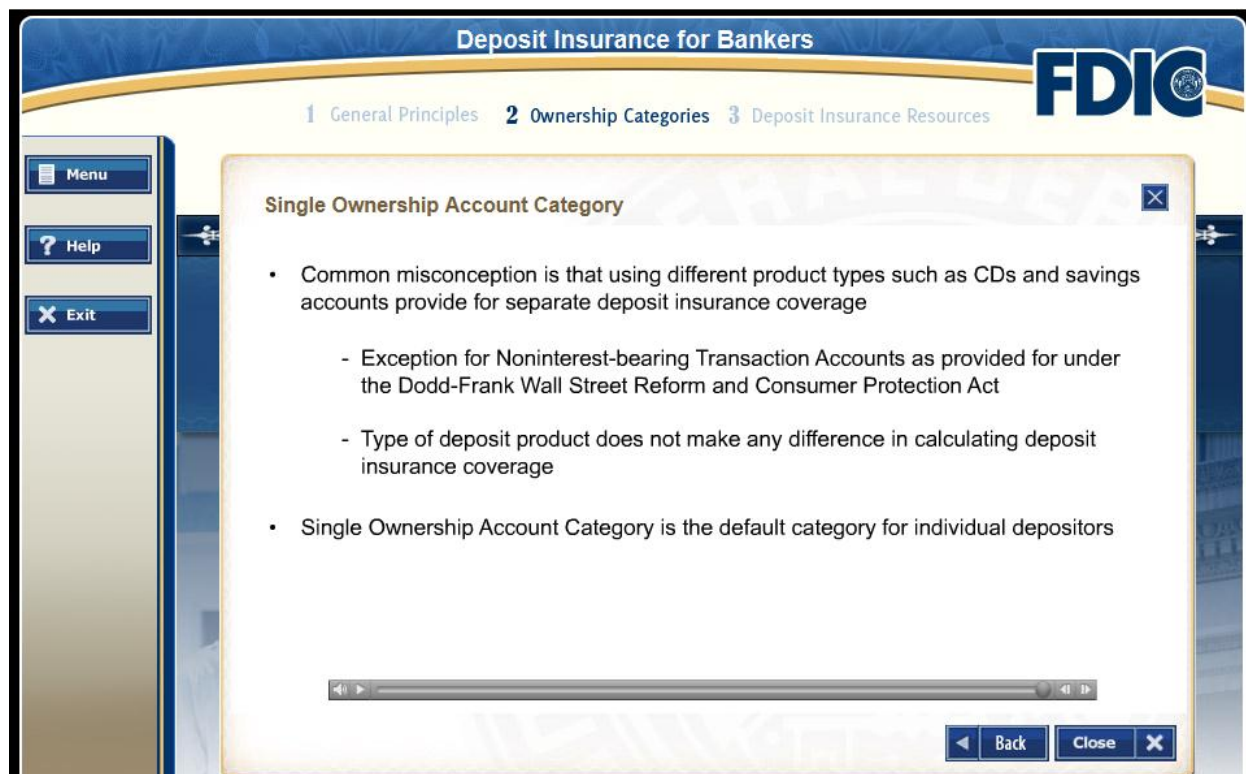 Deposit Insurance for Bankers
FDIC
1 General Principles 2 Ownership Categories 3 Deposit Insurance Resources
Menu
? Help
X Exit
Single Ownership Account Category
• Common misconception is that using different product types such as CDs and savings
accounts provide for separate deposit insurance coverage
- Exception for Noninterest-bearing Transaction Accounts as provided for under
the Dodd-Frank Wall Street Reform and Consumer Protection Act
- Type of deposit product does not make any difference in calculating deposit
insurance coverage
• Single Ownership Account Category is the default category for individual depositors
Back
Close